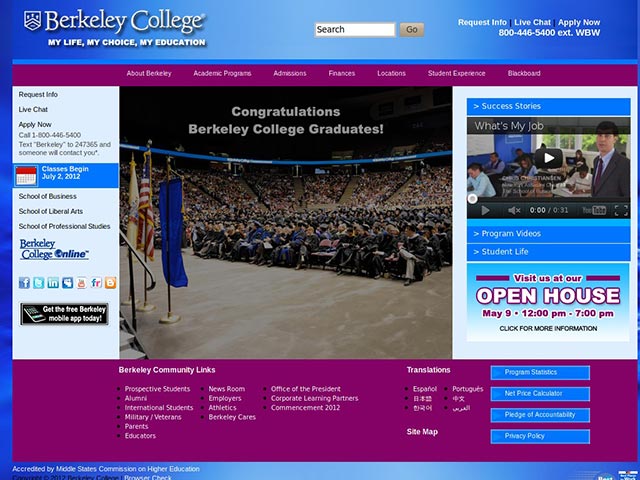 Berkeley College
MY LIFE, MY CHOICE, MY EDUCATION
Request Info | Live Chat | Apply Now
800-446-5400 ext. WBW
Search
Go
About Berkeley
Academic Programs
Admissions
Finances
Locations
Student Experience
Blackboard
Request Info
Live Chat
Apply Now
Call 1-800-446-5400
Text "Berkeley" to 247365 and
someone will contact you*.
Classes Begin
July 2, 2012
School of Business
School of Liberal Arts
School of Professional Studies
Berkeley
College Online™
Get the free Berkeley
mobile app today!
Congratulations
Berkeley College Graduates!
> Success Stories
What's My Job
CHRIS CHRISTIANSEN
0:00 / 0:31
YouTube
> Program Videos
> Student Life
Visit us at our
OPEN HOUSE
May 9 • 12:00 pm - 7:00 pm
CLICK FOR MORE INFORMATION
Berkeley Community Links
Prospective Students
Alumni
International Students
Military / Veterans
Parents
Educators
News Room
Employers
Athletics
Berkeley Cares
Office of the President
Corporate Learning Partners
Commencement 2012
Translations
Español
日本語
한국어
Português
中文
العربي
Site Map
Program Statistics
Net Price Calculator
Pledge of Accountability
Privacy Policy
Accredited by Middle States Commission on Higher Education
Copyright © 2012 Berkeley College | Browser Check
Best